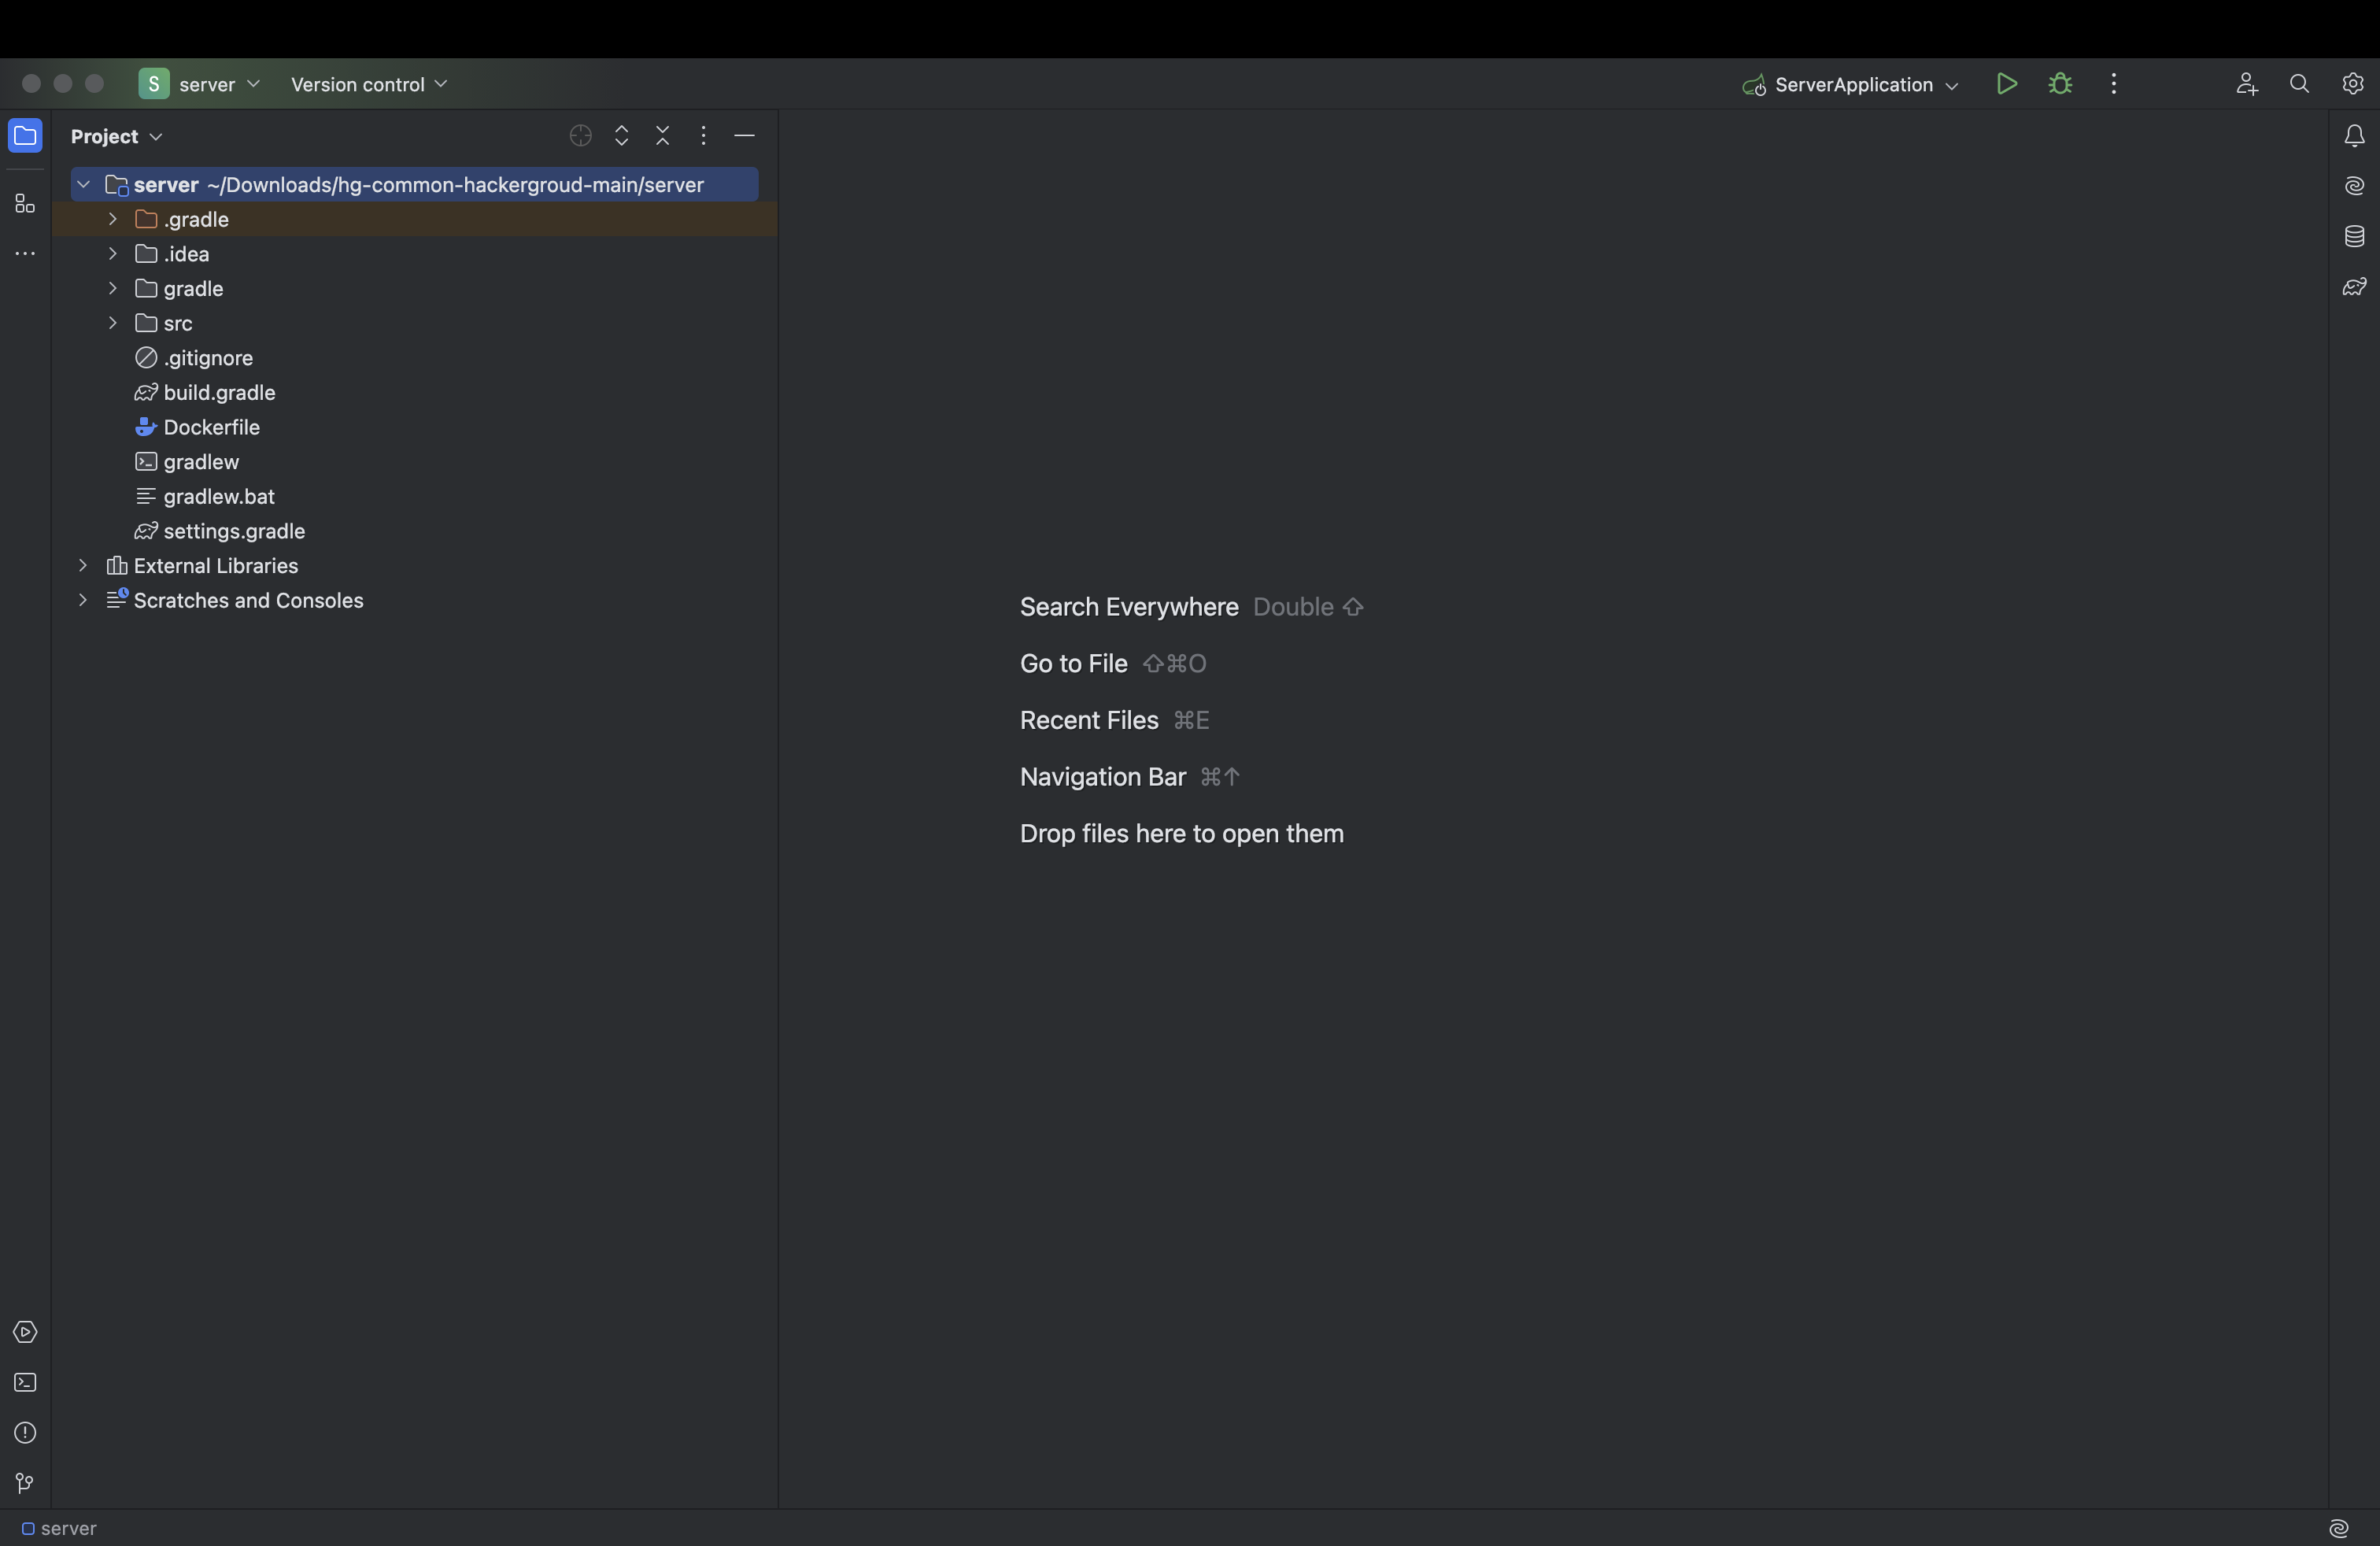 S server Version control ServerApplication
Project
server ~/Downloads/hg-common-hackergroud-main/server
.gradle
.idea
gradle
src
.gitignore
build.gradle
Dockerfile
gradlew
gradlew.bat
settings.gradle
External Libraries
Scratches and Consoles
Search Everywhere Double ⇧
Go to File ⇧⌘O
Recent Files ⌘E
Navigation Bar ⌘↑
Drop files here to open them
server